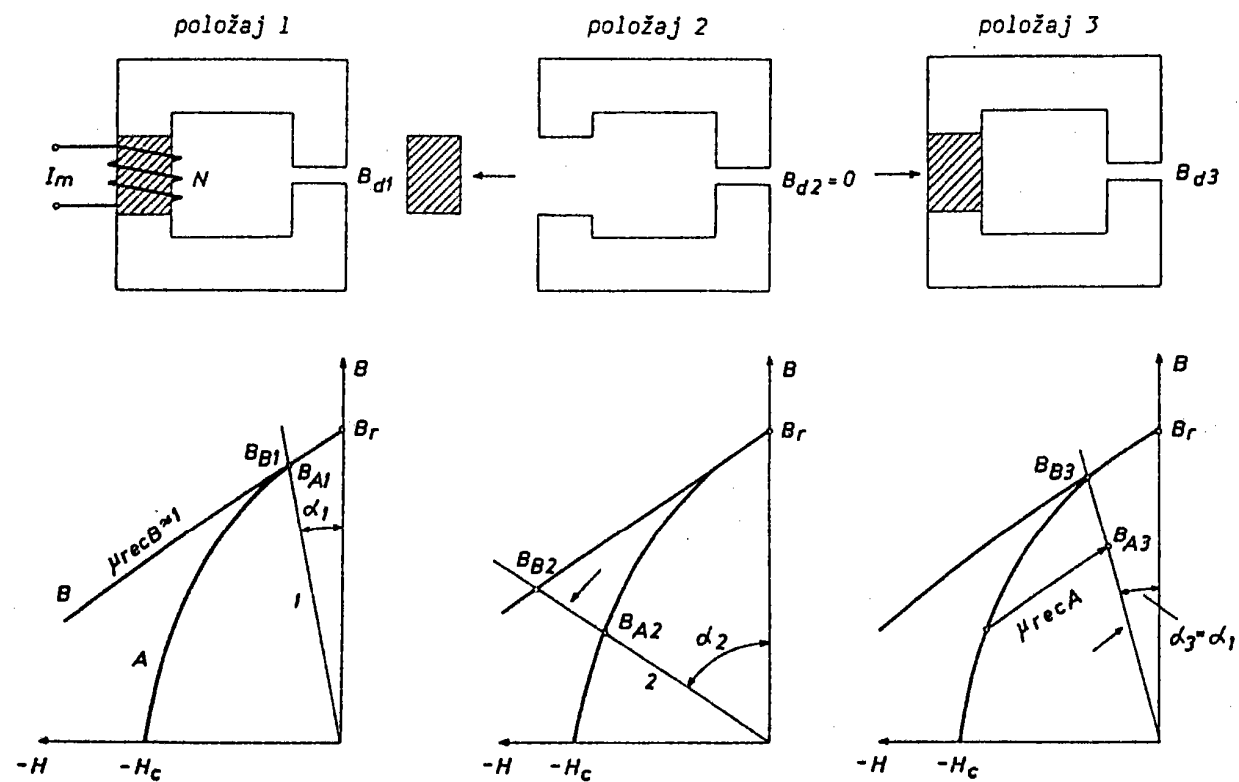 položaj 1
položaj 2
položaj 3
Im
N
Bd1
Bd2=0
Bd3
B
Br
BB1
BA1
α1
μrecB≈1
B
1
A
-H
-Hc
B
Br
BB2
BA2
α2
2
-H
-Hc
B
Br
BB3
BA3
μrecA
α3=α1
-H
-Hc